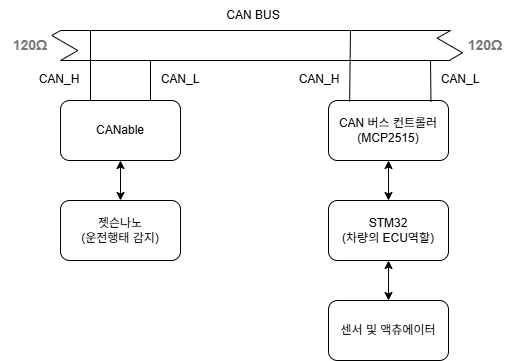 CAN BUS
120Ω
120Ω
CAN_H
CAN_L
CAN_H
CAN_L
CANable
CAN 버스 컨트롤러
(MCP2515)
젯슨나노
(운전행태 감지)
STM32
(차량의 ECU역할)
센서 및 액츄에이터